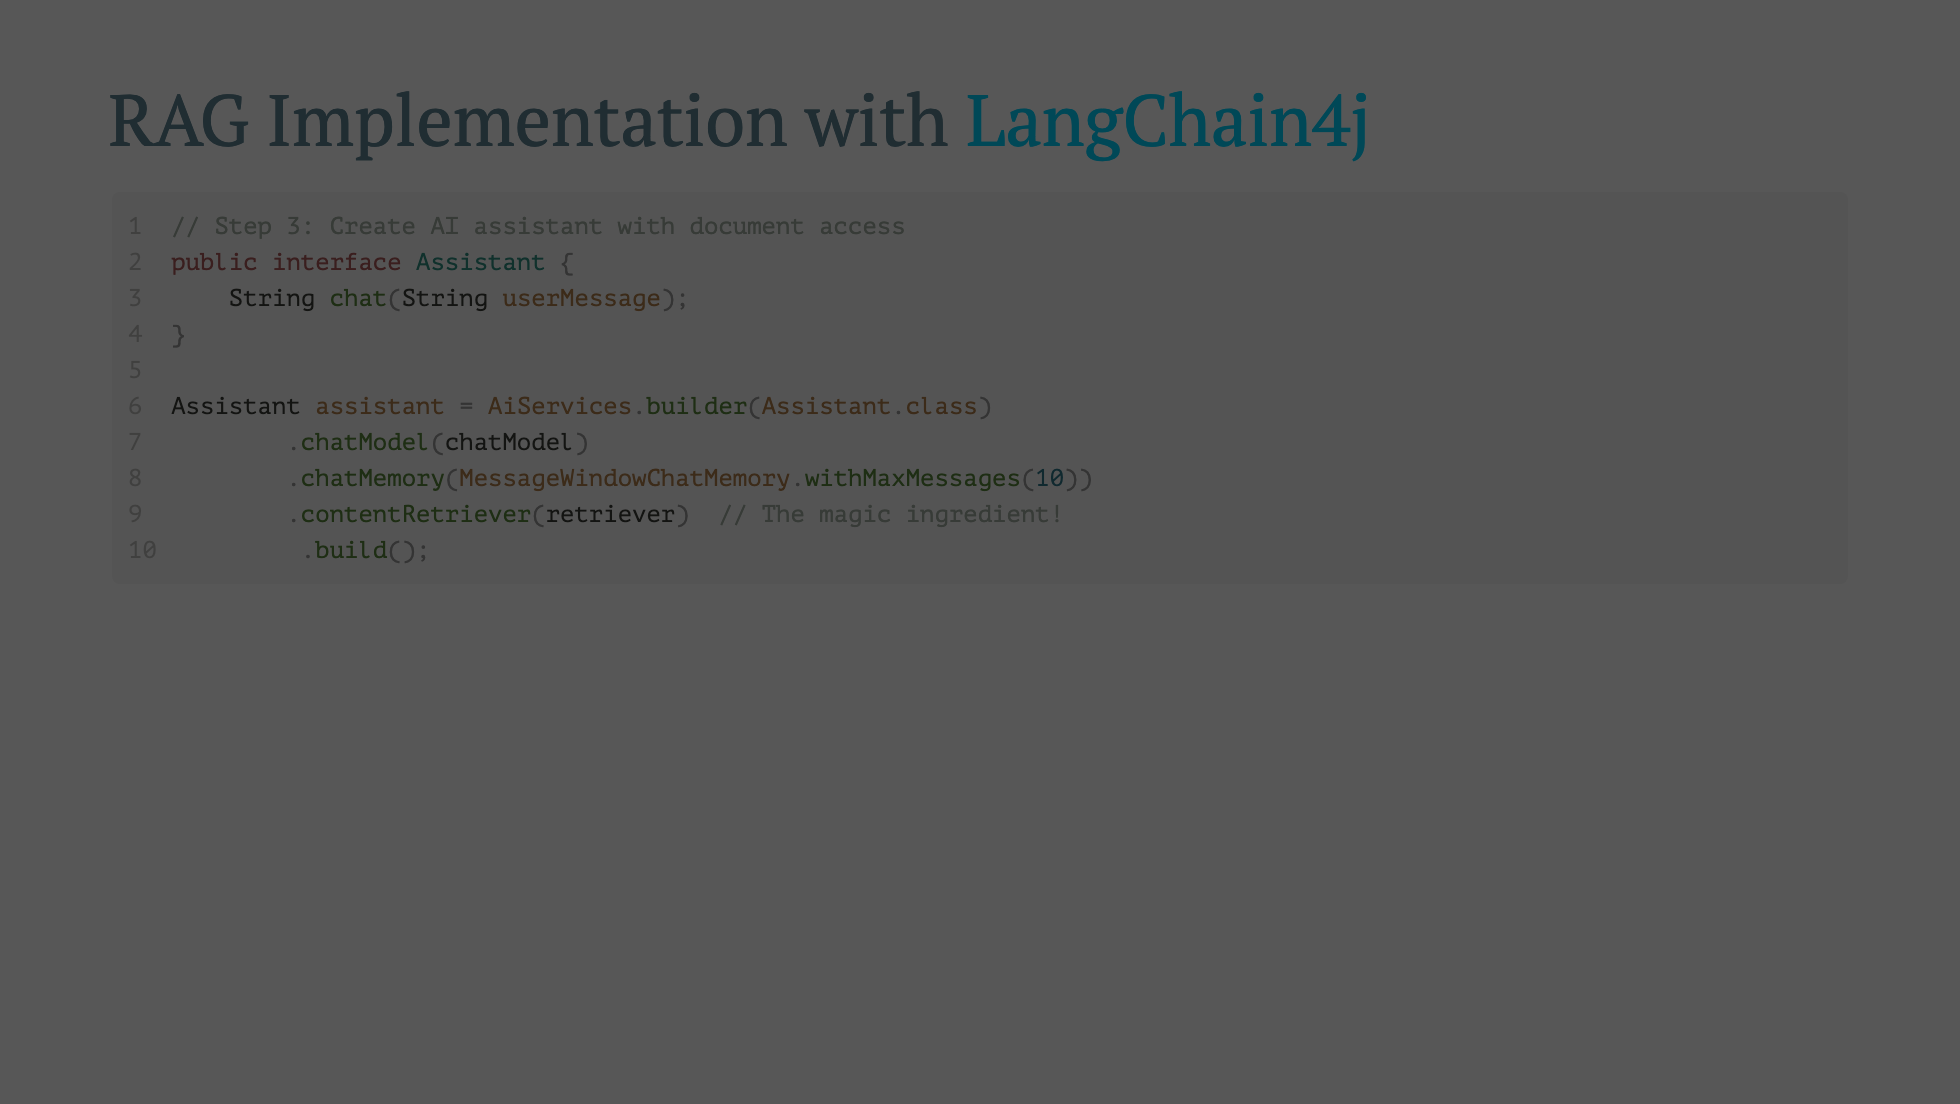 RAG Implementation with LangChain4j
1 // Step 3: Create AI assistant with document access
2 public interface Assistant {
3     String chat(String userMessage);
4 }
5
6 Assistant assistant = AiServices.builder(Assistant.class)
7         .chatModel(chatModel)
8         .chatMemory(MessageWindowChatMemory.withMaxMessages(10))
9         .contentRetriever(retriever)  // The magic ingredient!
10         .build();